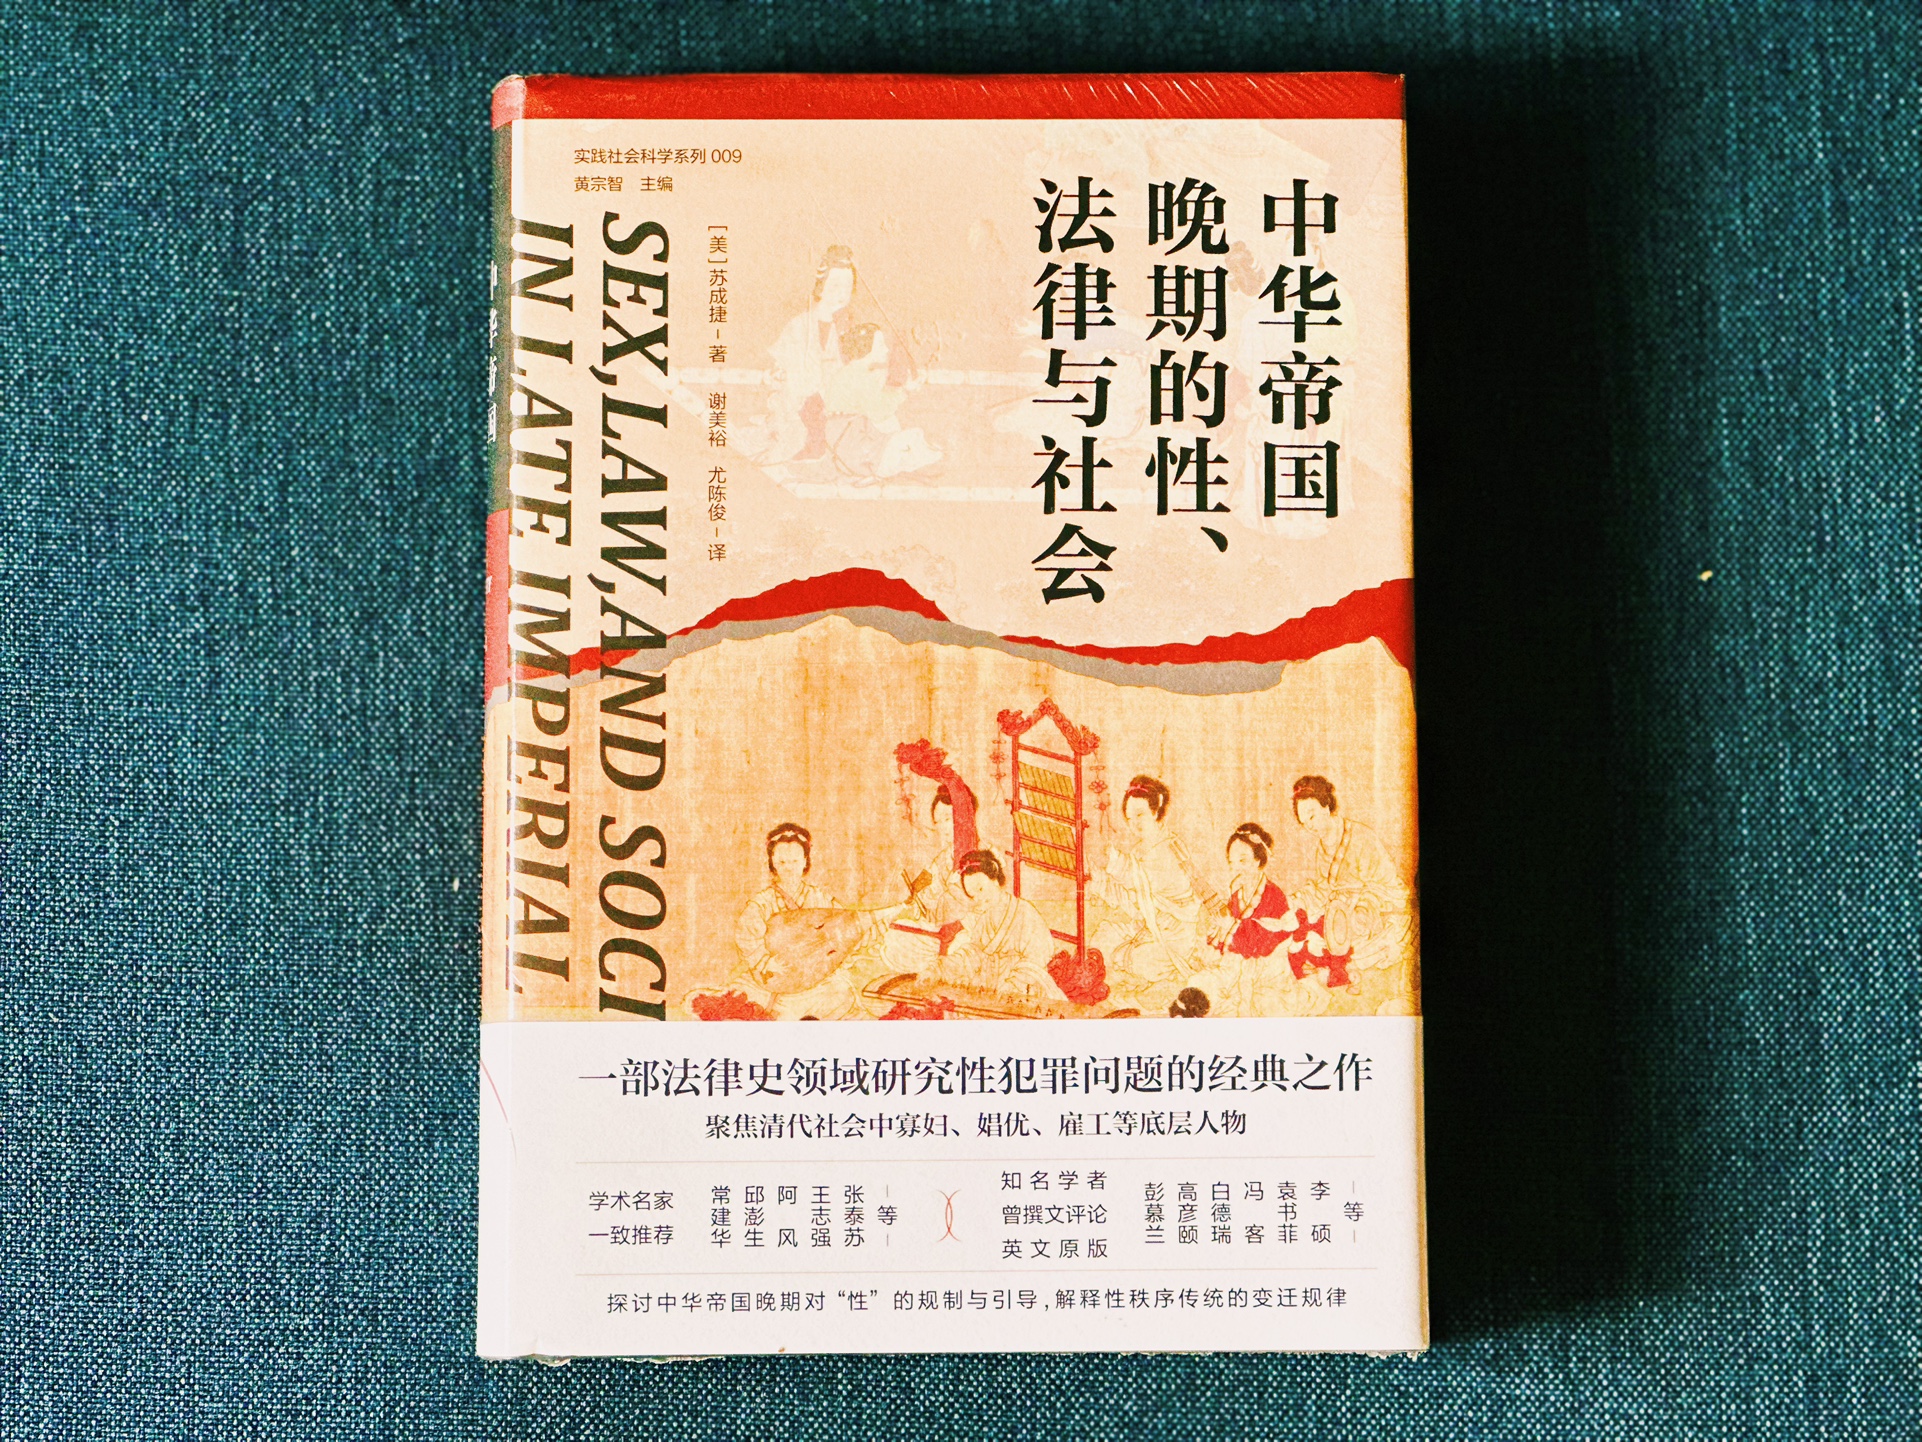 实践社会科学系列 009
黄宗智 主编
中华帝国
晚期的性、
法律与社会
[美]苏成捷-著 谢美裕 尤陈俊-译
SEX, LAW, AND SOCI
IN LATE IMPERIAL
中华帝国
一部法律史领域研究性犯罪问题的经典之作
聚焦清代社会中寡妇、娼优、雇工等底层人物
学术名家
一致推荐
常建华 邱澎生 阿风 王志强 张泰苏 等
知名学者
曾撰文评论
英文原版
彭慕兰 高彦颐 白德瑞 冯客 袁书菲 李硕 等
探讨中华帝国晚期对“性”的规制与引导,解释性秩序传统的变迁规律